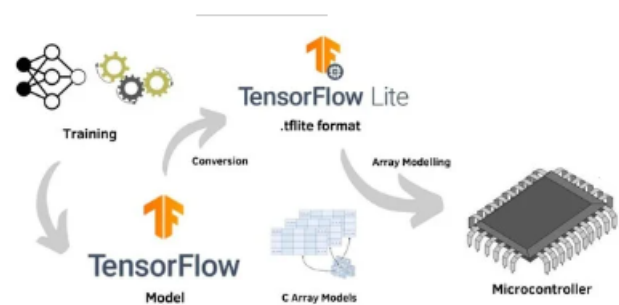 TensorFlow Lite
.tflite format
Training
Conversion
Array Modelling
TensorFlow
Model
C Array Models
Microcontroller